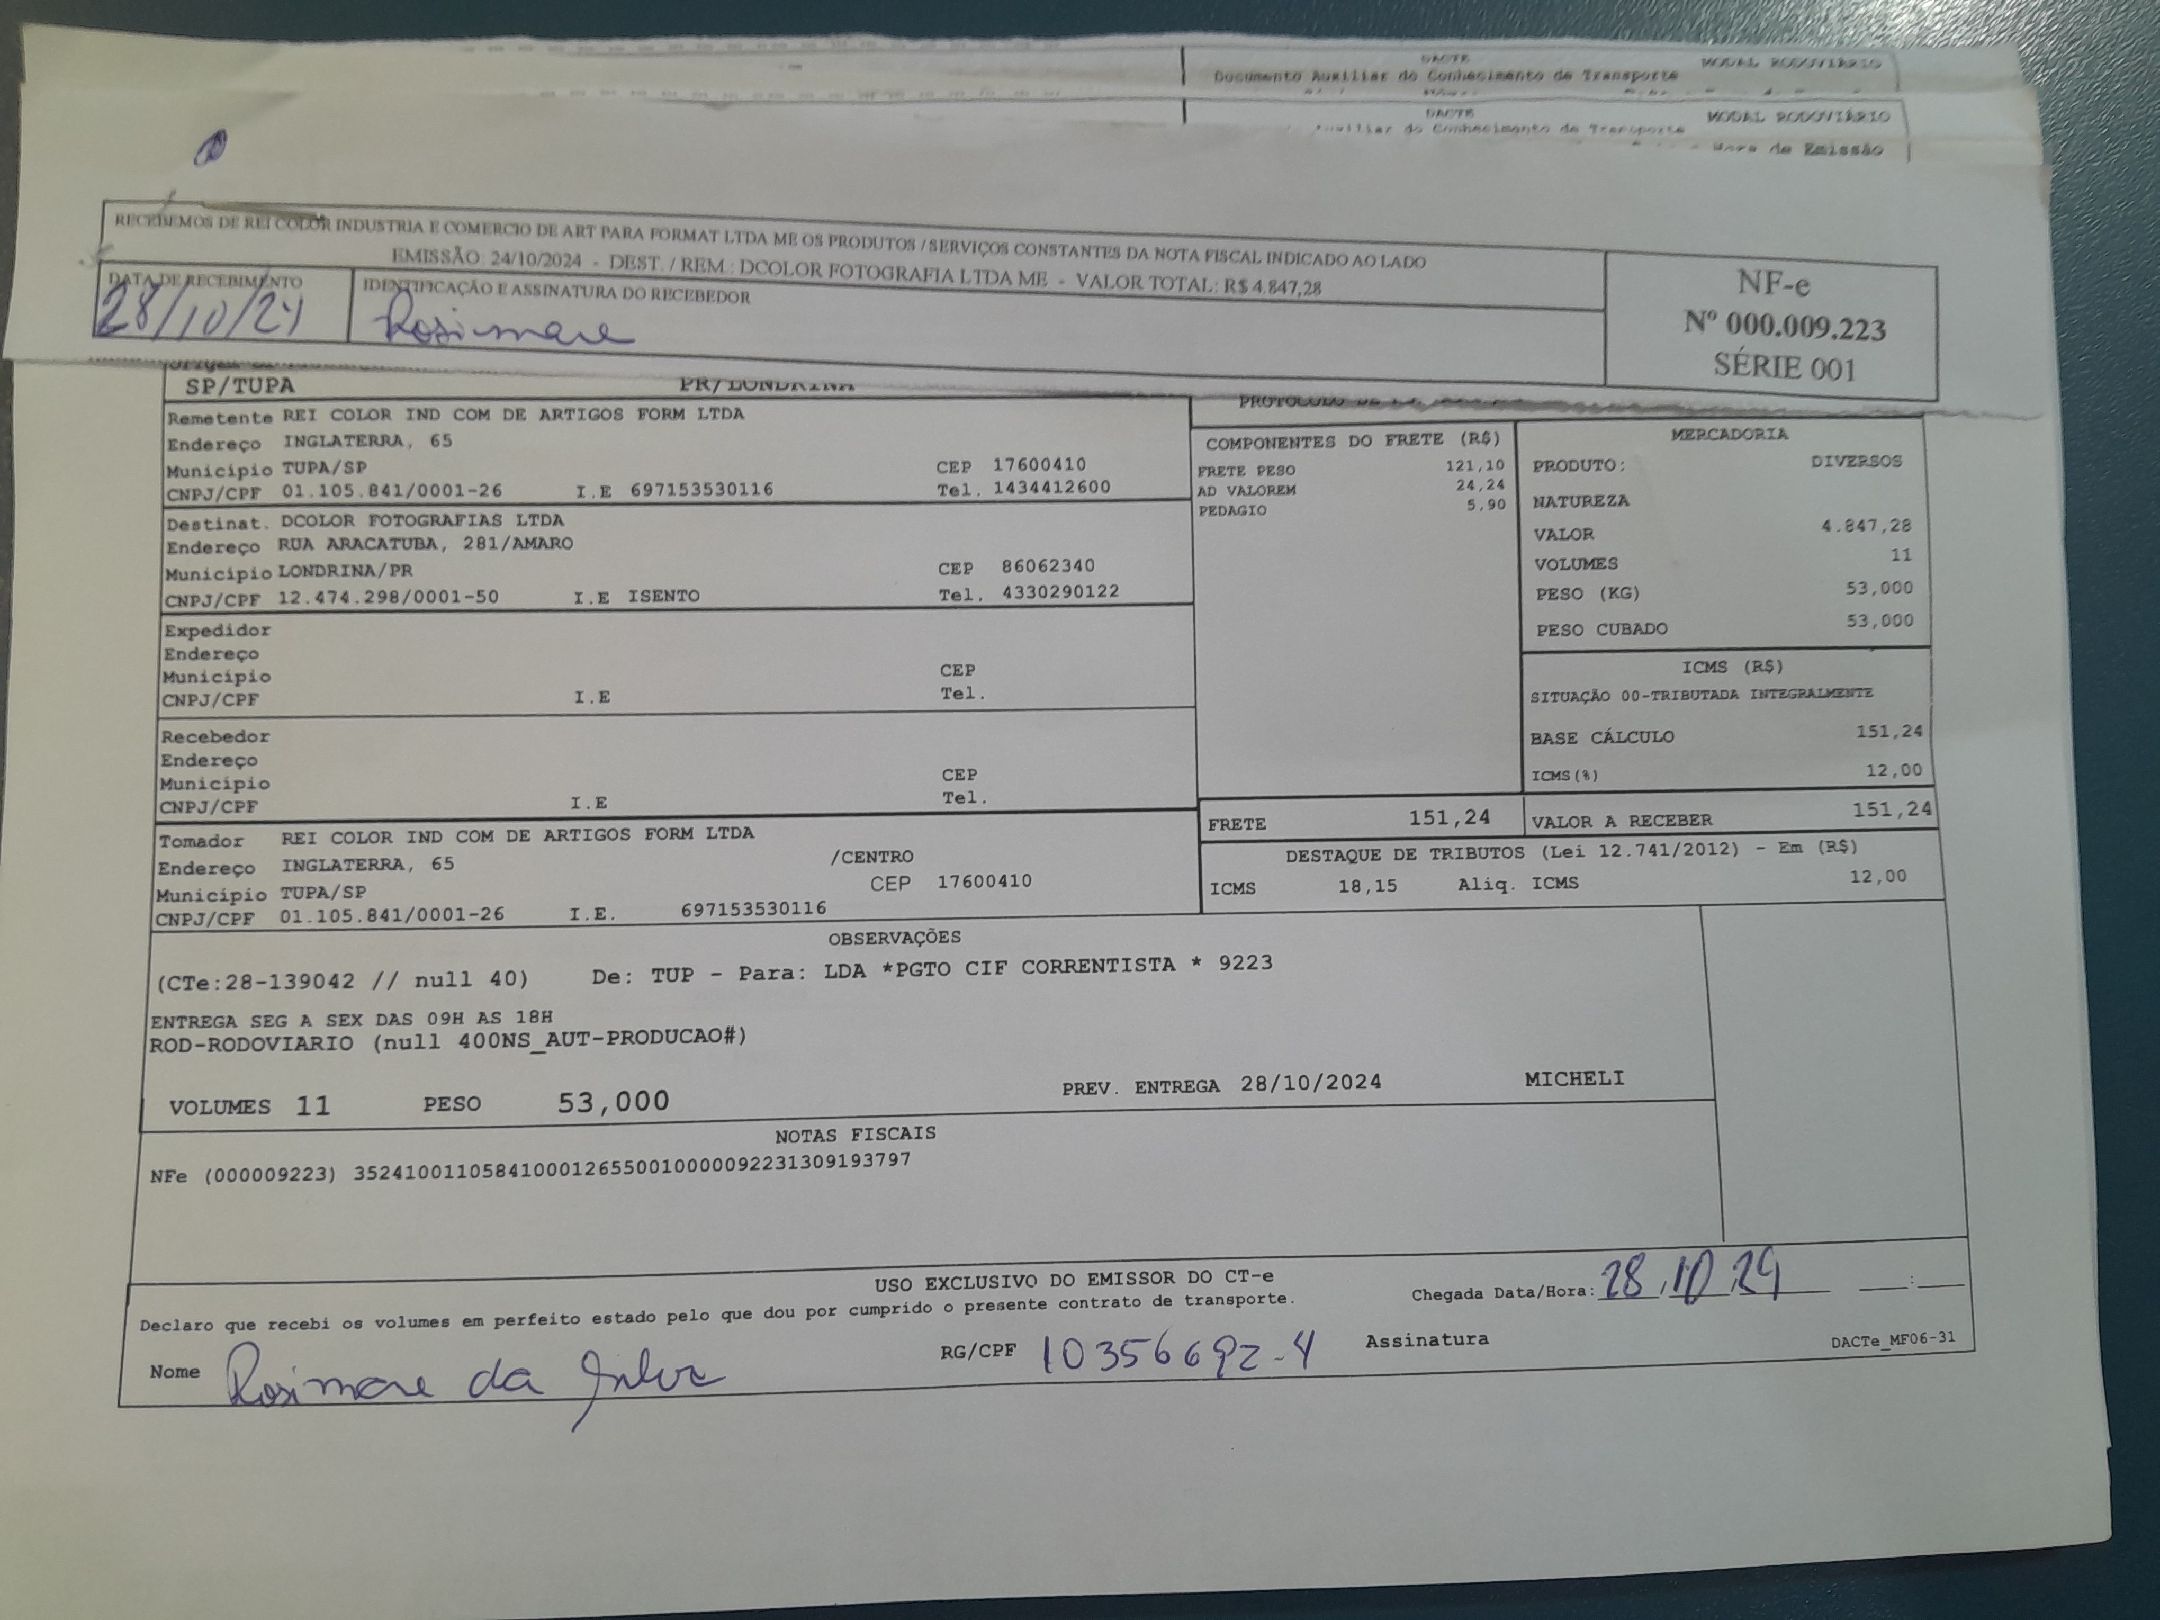 DACTE MODAL RODOVIÁRIO
Documento Auxiliar do Conhecimento de Transporte
DACTE MODAL RODOVIÁRIO
Auxiliar do Conhecimento de Transporte
Hora de Emissão
RECEBEMOS DE REI COLOR INDUSTRIA E COMERCIO DE ART PARA FORMAT LTDA ME OS PRODUTOS / SERVIÇOS CONSTANTES DA NOTA FISCAL INDICADO AO LADO
EMISSÃO: 24/10/2024 - DEST. / REM.: DCOLOR FOTOGRAFIA LTDA ME - VALOR TOTAL: R$ 4.847,28
DATA DE RECEBIMENTO
28/10/24
IDENTIFICAÇÃO E ASSINATURA DO RECEBEDOR
Rosimare
NF-e
Nº 000.009.223
SÉRIE 001
SP/TUPA PR/LONDRINA
Remetente REI COLOR IND COM DE ARTIGOS FORM LTDA
Endereço INGLATERRA, 65
Município TUPA/SP CEP 17600410
CNPJ/CPF 01.105.841/0001-26 I.E 697153530116 Tel. 1434412600
Destinat. DCOLOR FOTOGRAFIAS LTDA
Endereço RUA ARACATUBA, 281/AMARO
Município LONDRINA/PR CEP 86062340
CNPJ/CPF 12.474.298/0001-50 I.E ISENTO Tel. 4330290122
Expedidor
Endereço
Município CEP
CNPJ/CPF I.E Tel.
Recebedor
Endereço
Município CEP
CNPJ/CPF I.E Tel.
Tomador REI COLOR IND COM DE ARTIGOS FORM LTDA
Endereço INGLATERRA, 65 /CENTRO
Município TUPA/SP CEP 17600410
CNPJ/CPF 01.105.841/0001-26 I.E. 697153530116
PROTOCOLO DE
COMPONENTES DO FRETE (R$)
FRETE PESO 121,10
AD VALOREM 24,24
PEDAGIO 5,90
MERCADORIA
PRODUTO: DIVERSOS
NATUREZA
VALOR 4.847,28
VOLUMES 11
PESO (KG) 53,000
PESO CUBADO 53,000
ICMS (R$)
SITUAÇÃO 00-TRIBUTADA INTEGRALMENTE
BASE CÁLCULO 151,24
ICMS(%) 12,00
FRETE 151,24 VALOR A RECEBER 151,24
DESTAQUE DE TRIBUTOS (Lei 12.741/2012) - Em (R$)
ICMS 18,15 Aliq. ICMS 12,00
OBSERVAÇÕES
(CTe:28-139042 // null 40) De: TUP - Para: LDA *PGTO CIF CORRENTISTA * 9223
ENTREGA SEG A SEX DAS 09H AS 18H
ROD-RODOVIARIO (null 400NS_AUT-PRODUCAO#)
VOLUMES 11 PESO 53,000 PREV. ENTREGA 28/10/2024 MICHELI
NOTAS FISCAIS
NFe (000009223) 35241001105841000126550010000092231309193797
USO EXCLUSIVO DO EMISSOR DO CT-e
Declaro que recebi os volumes em perfeito estado pelo que dou por cumprido o presente contrato de transporte.
Chegada Data/Hora: 28.10.24 :
Nome Rosimare da Silva RG/CPF 10356692-4 Assinatura
DACTe_MF06-31